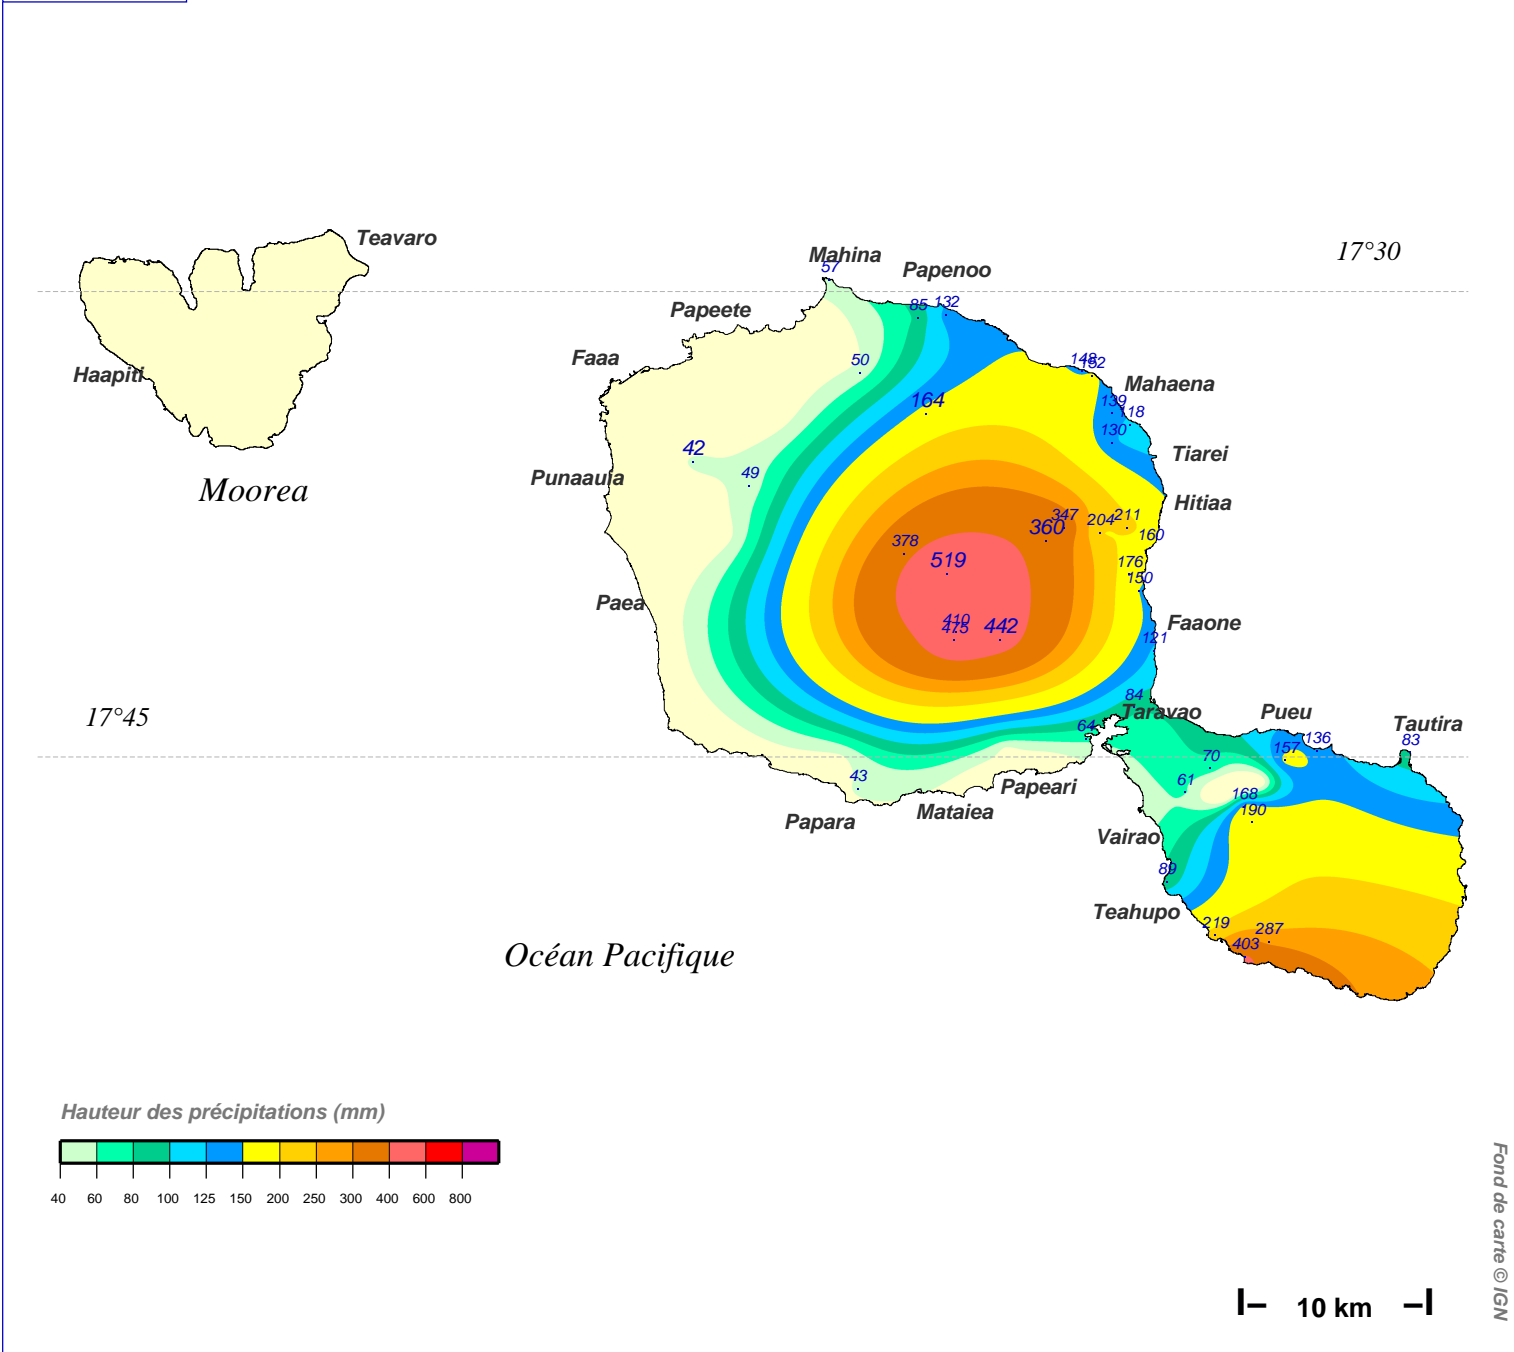 Teavaro
17°30
Mahina
57
Papenoo
85
132
Papeete
Faaa
50
148
152
Haapiti
Mahaena
139
118
164
130
42
Tiarei
49
Punaauia
Moorea
Hitiaa
347
204
211
360
160
378
519
176
150
Paea
410
475
442
Faaone
121
84
17°45
Taravao
Pueu
64
Tautira
136
83
157
70
43
61
Papeari
168
Mataiea
190
Papara
Vairao
89
Teahupo
219
287
403
Océan Pacifique
Hauteur des précipitations (mm)
40 60 80 100 125 150 200 250 300 400 600 800
Fond de carte © IGN
10 km